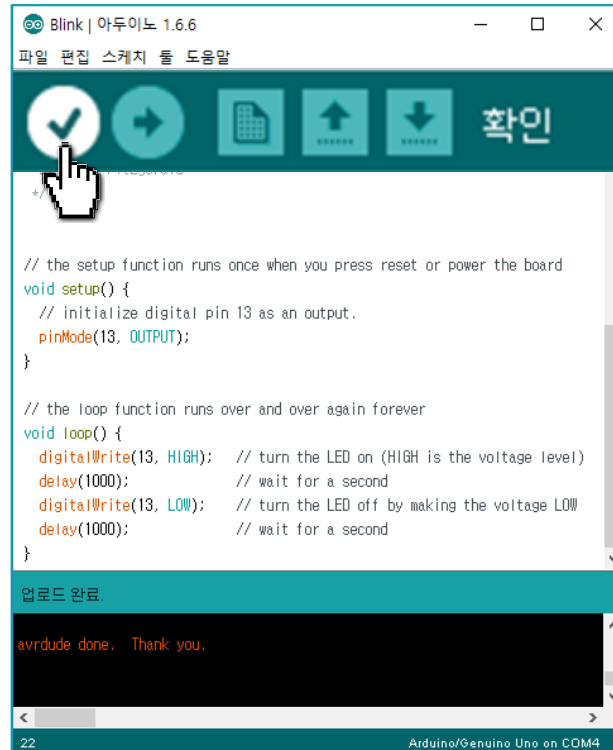 Blink | 아두이노 1.6.6
파일 편집 스케치 툴 도움말
확인
*/
// the setup function runs once when you press reset or power the board
void setup() {
// initialize digital pin 13 as an output.
pinMode(13, OUTPUT);
}
// the loop function runs over and over again forever
void loop() {
digitalWrite(13, HIGH); // turn the LED on (HIGH is the voltage level)
delay(1000); // wait for a second
digitalWrite(13, LOW); // turn the LED off by making the voltage LOW
delay(1000); // wait for a second
}
업로드 완료.
avrdude done. Thank you.
22 Arduino/Genuino Uno on COM4